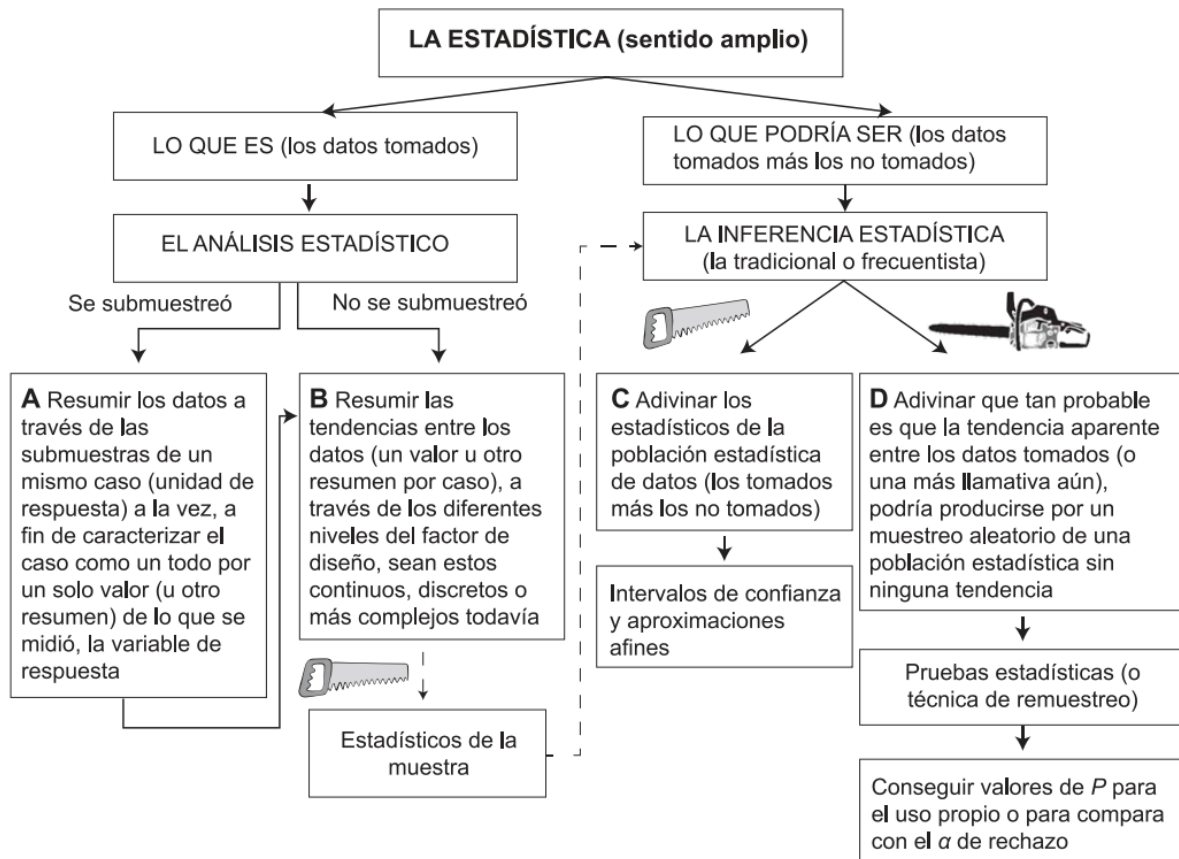 LA ESTADÍSTICA (sentido amplio)
LO QUE ES (los datos tomados)
LO QUE PODRÍA SER (los datos
tomados más los no tomados)
EL ANÁLISIS ESTADÍSTICO
LA INFERENCIA ESTADÍSTICA
(la tradicional o frecuentista)
Se submuestreó
No se submuestreó
A Resumir los datos a
través de las
submuestras de un
mismo caso (unidad de
respuesta) a la vez, a
fin de caracterizar el
caso como un todo por
un solo valor (u otro
resumen) de lo que se
midió, la variable de
respuesta
B Resumir las
tendencias entre los
datos (un valor u otro
resumen por caso), a
través de los diferentes
niveles del factor de
diseño, sean estos
continuos, discretos o
más complejos todavía
Estadísticos de la
muestra
C Adivinar los
estadísticos de la
población estadística
de datos (los tomados
más los no tomados)
Intervalos de confianza
y aproximaciones
afines
D Adivinar que tan probable
es que la tendencia aparente
entre los datos tomados (o
una más llamativa aún),
podría producirse por un
muestreo aleatorio de una
población estadística sin
ninguna tendencia
Pruebas estadísticas (o
técnica de remuestreo)
Conseguir valores de P para
el uso propio o para compara
con el α de rechazo